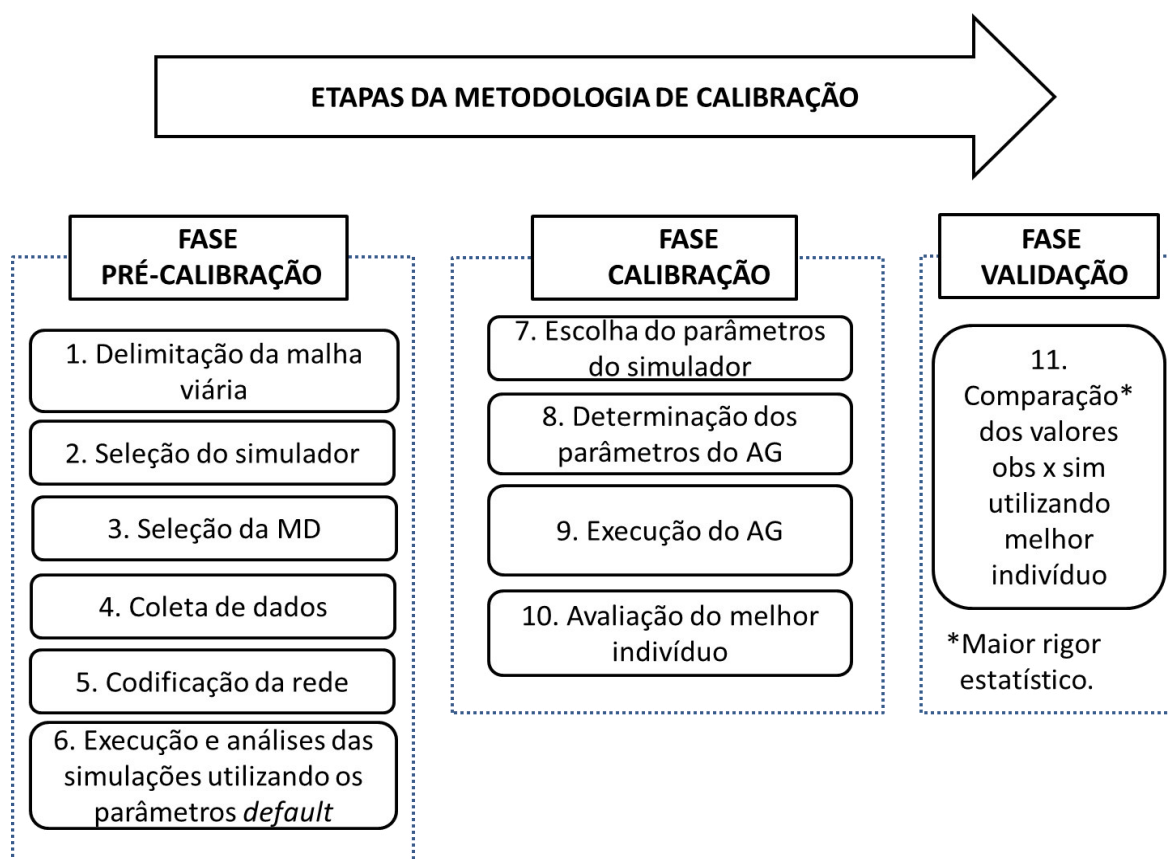 ETAPAS DA METODOLOGIA DE CALIBRAÇÃO
FASE
PRÉ-CALIBRAÇÃO
1. Delimitação da malha
viária
2. Seleção do simulador
3. Seleção da MD
4. Coleta de dados
5. Codificação da rede
6. Execução e análises das
simulações utilizando os
parâmetros default
FASE
CALIBRAÇÃO
7. Escolha do parâmetros
do simulador
8. Determinação dos
parâmetros do AG
9. Execução do AG
10. Avaliação do melhor
indivíduo
FASE
VALIDAÇÃO
11.
Comparação*
dos valores
obs x sim
utilizando
melhor
indivíduo
*Maior rigor
estatístico.